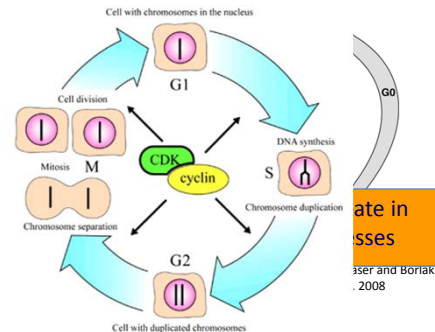 Cell with chromosomes in the nucleus
G1
Cell division
G0
DNA synthesis
CDK
cyclin
Mitosis
M
S
Chromosome separation
Chromosome duplication
ate in
esses
G2
aser and Borlak
, 2008
Cell with duplicated chromosomes